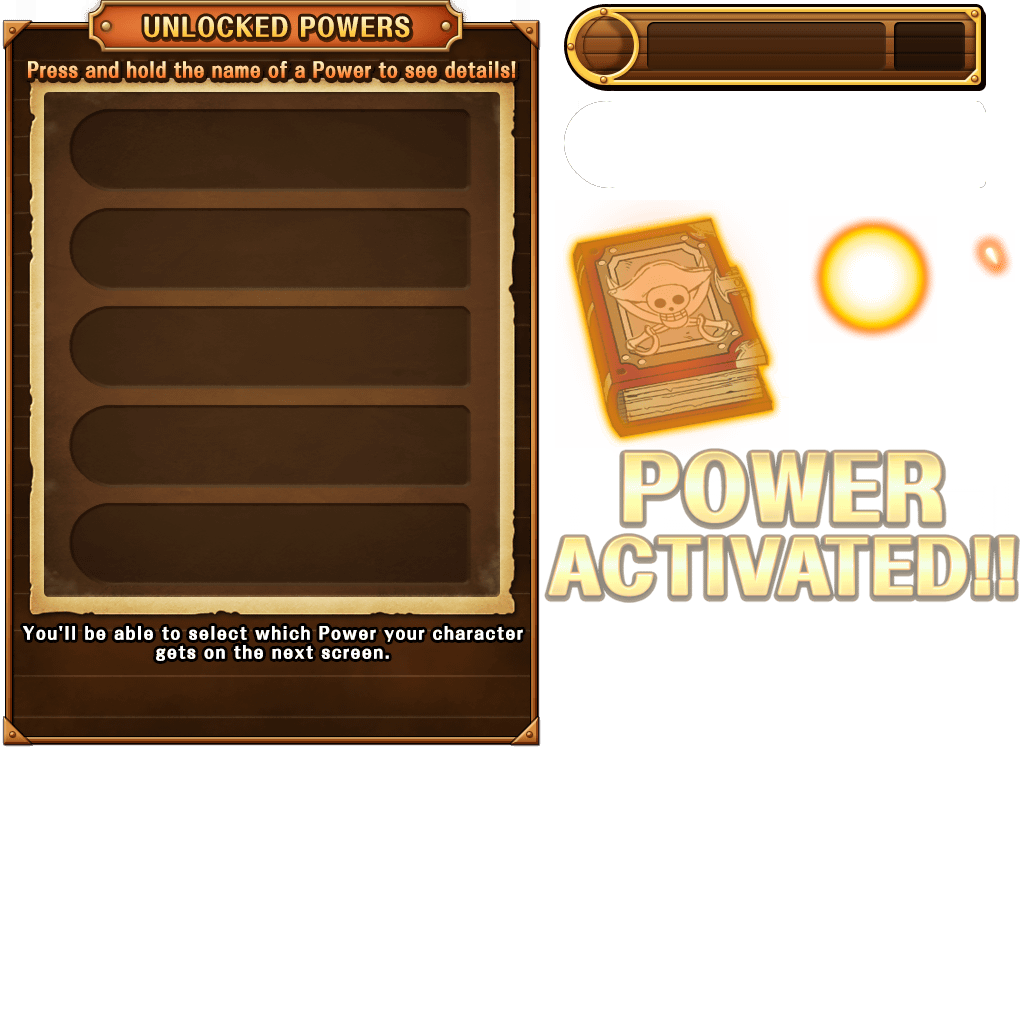 UNLOCKED POWERS
Press and hold the name of a Power to see details!
You'll be able to select which Power your character
gets on the next screen.
POWER
ACTIVATED!!